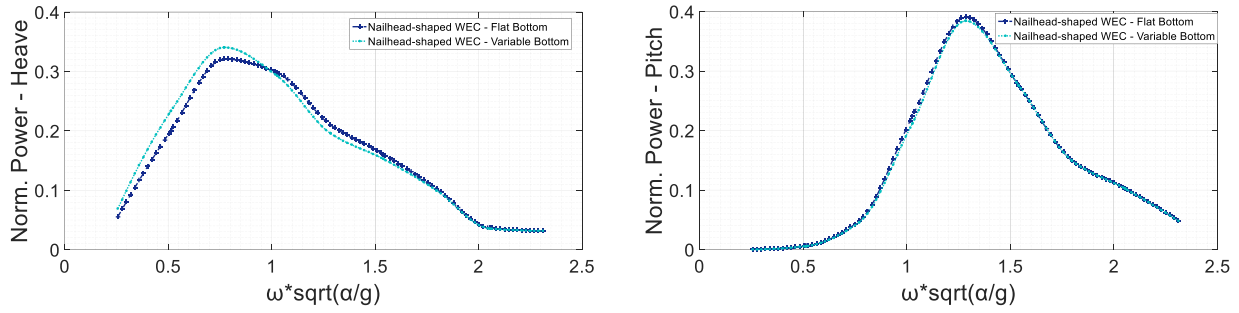 Norm. Power - Heave
0.4
0.3
0.2
0.1
0
0
0.5
1
1.5
2
2.5
ω*sqrt(α/g)
Nailhead-shaped WEC - Flat Bottom
Nailhead-shaped WEC - Variable Bottom
Norm. Power - Pitch
0.4
0.3
0.2
0.1
0
0
0.5
1
1.5
2
2.5
ω*sqrt(α/g)
Nailhead-shaped WEC - Flat Bottom
Nailhead-shaped WEC - Variable Bottom